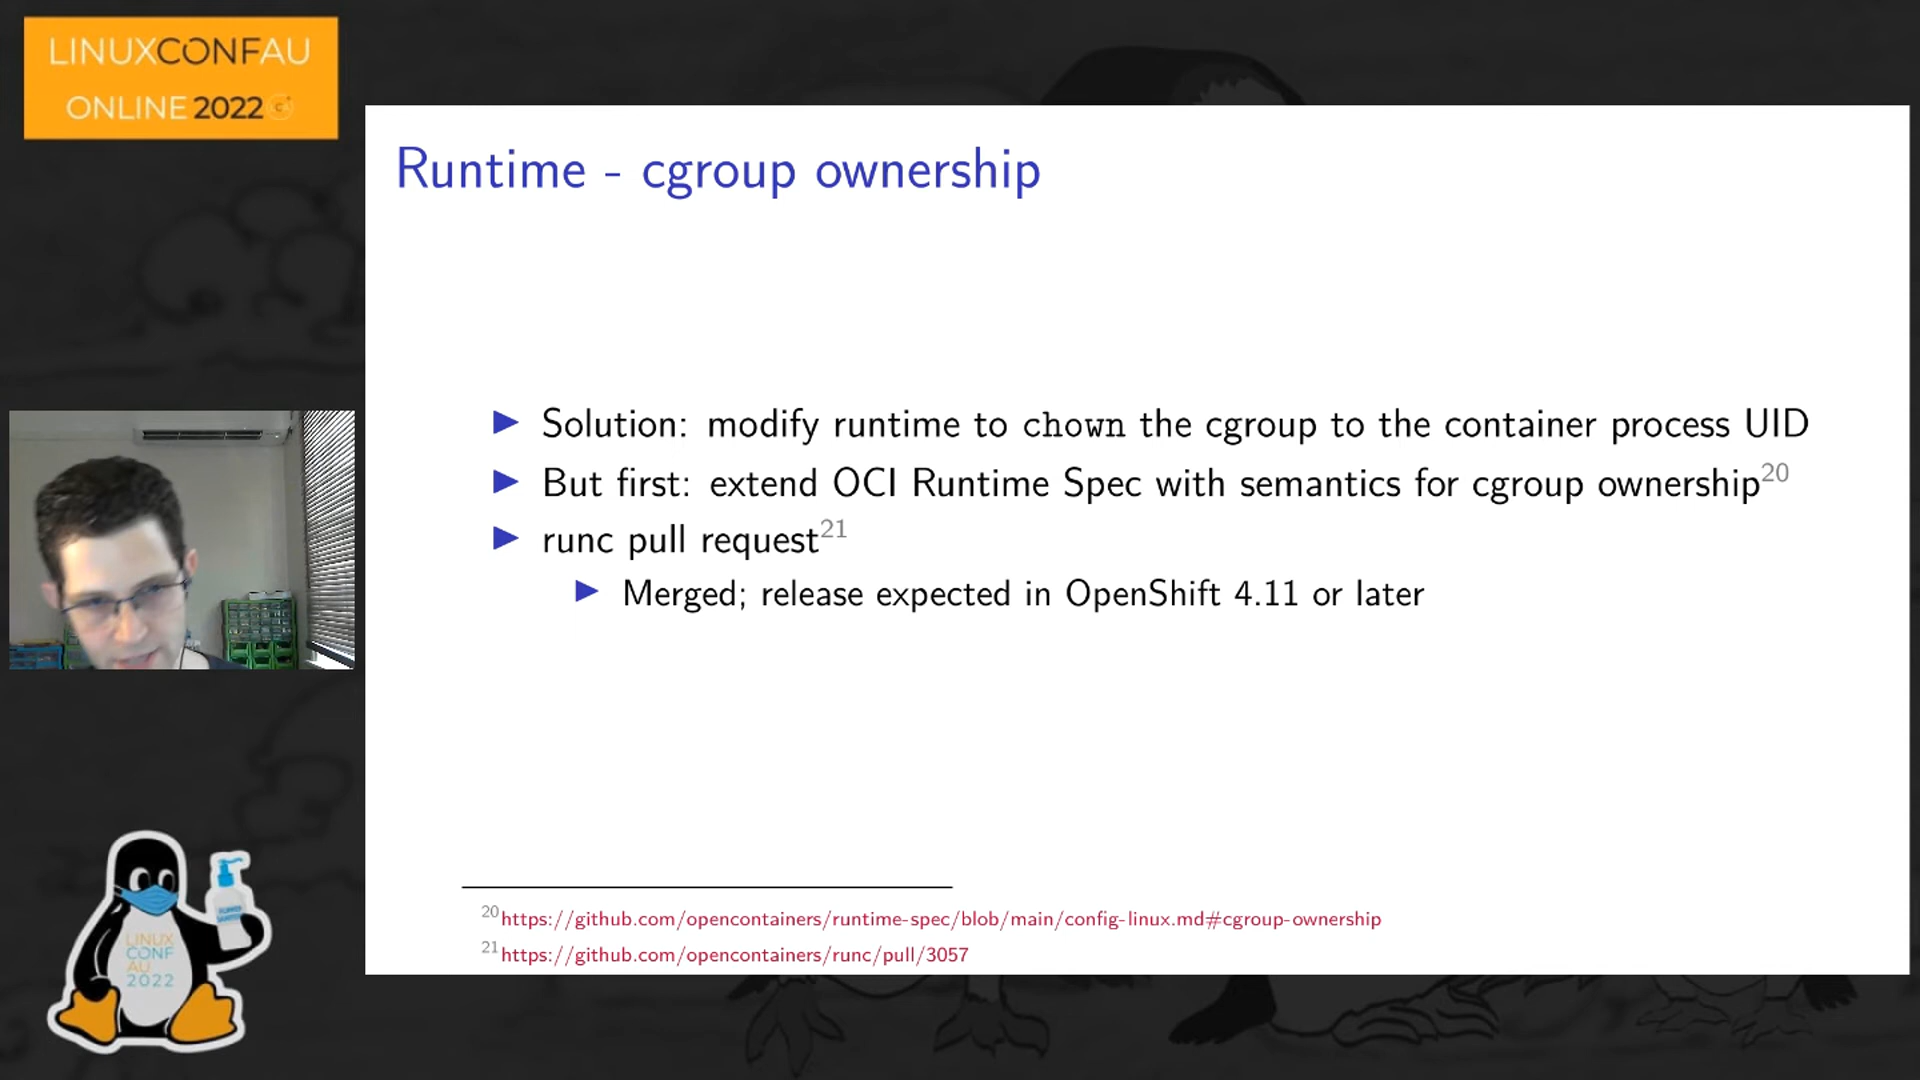 LINUXCONFAU
ONLINE 2022
Runtime - cgroup ownership
▶ Solution: modify runtime to chown the cgroup to the container process UID
▶ But first: extend OCI Runtime Spec with semantics for cgroup ownership20
▶ runc pull request21
▶ Merged; release expected in OpenShift 4.11 or later
20https://github.com/opencontainers/runtime-spec/blob/main/config-linux.md#cgroup-ownership
21https://github.com/opencontainers/runc/pull/3057
LINUX
CONF
AU
2022